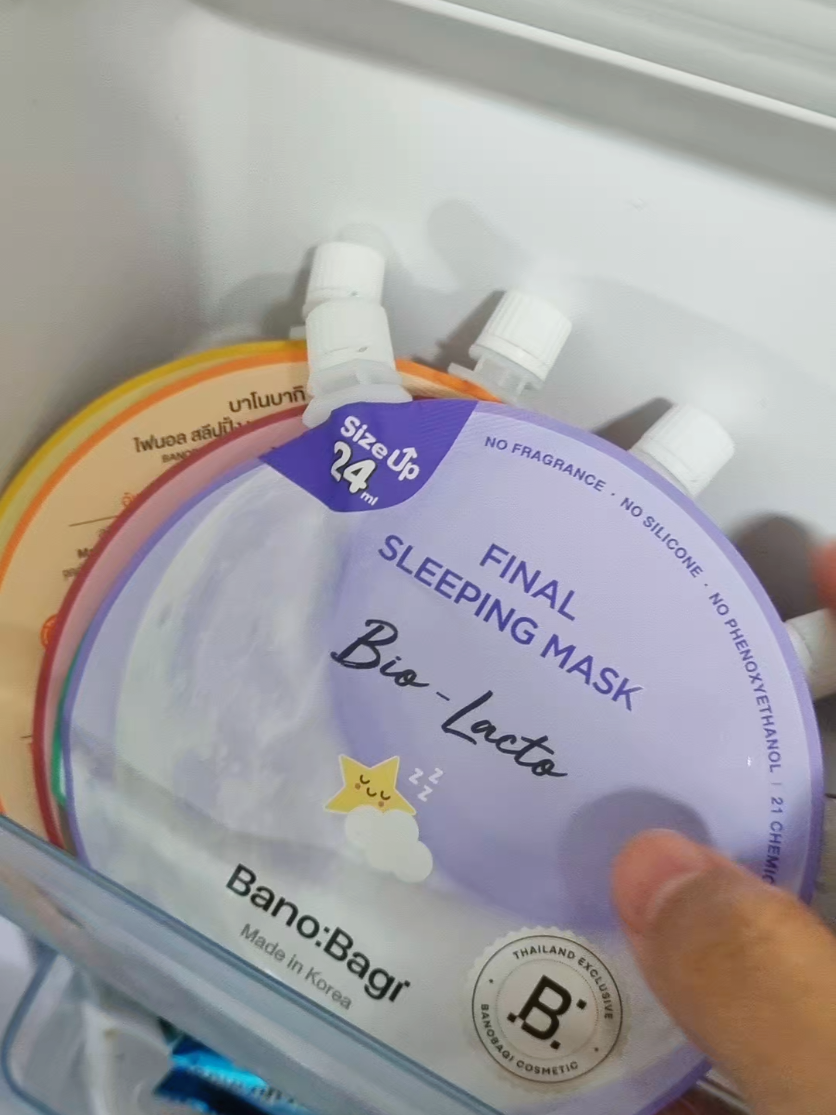 บาโนบากิ
ไฟนอล สลีปปิ้ง
Size Up
24 ml
NO FRAGRANCE · NO SILICONE · NO PHENOXYETHANOL | 21
FINAL
SLEEPING MASK
Bio-Lacto
z z z z
Bano:Bagi
Made in Korea
THAILAND EXCLUSIVE
B
BANOBAGI COSMETIC